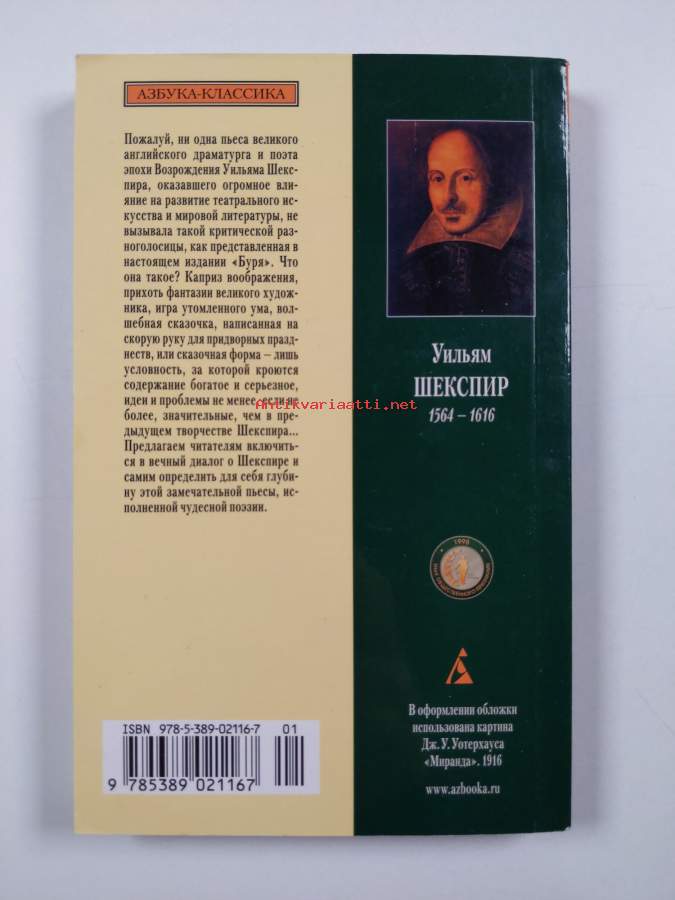 АЗБУКА-КЛАССИКА
Пожалуй, ни одна пьеса великого
английского драматурга и поэта
эпохи Возрождения Уильяма Шекс-
пира, оказавшего огромное вли-
яние на развитие театрального ис-
кусства и мировой литературы, не
вызывала такой критической раз-
ноголосицы, как представленная в
настоящем издании «Буря». Что
она такое? Каприз воображения,
прихоть фантазии великого худож-
ника, игра утомленного ума, вол-
шебная сказочка, написанная на
скорую руку для придворных празд-
неств, или сказочная форма – лишь
условность, за которой кроются
содержание богатое и серьезное,
идеи и проблемы не менее, если не
более, значительные, чем в пре-
дыдущем творчестве Шекспира...
Предлагаем читателям включить-
ся в вечный диалог о Шекспире и
самим определить для себя глуби-
ну этой замечательной пьесы, ис-
полненной чудесной поэзии.
Antikvariaatti.net
ISBN 978-5-389-02116-7 01
9 785389 021167
Уильям
ШЕКСПИР
1564 – 1616
1998
В оформлении обложки
использована картина
Дж. У. Уотерхауса
«Миранда». 1916
www.azbooka.ru